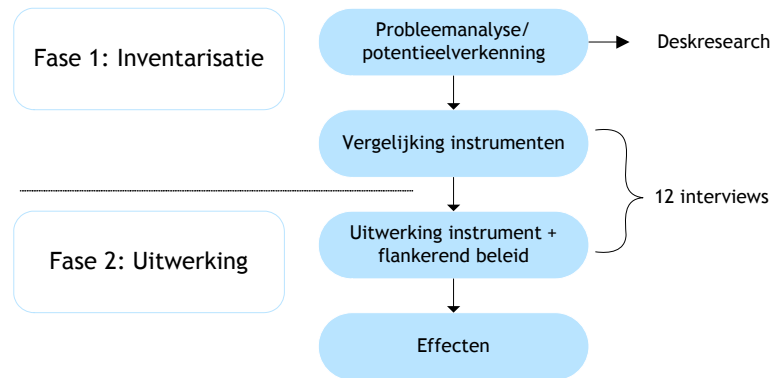 Fase 1: Inventarisatie
Probleemanalyse/
potentieelverkenning
Deskresearch
Vergelijking instrumenten
12 interviews
Fase 2: Uitwerking
Uitwerking instrument +
flankerend beleid
Effecten